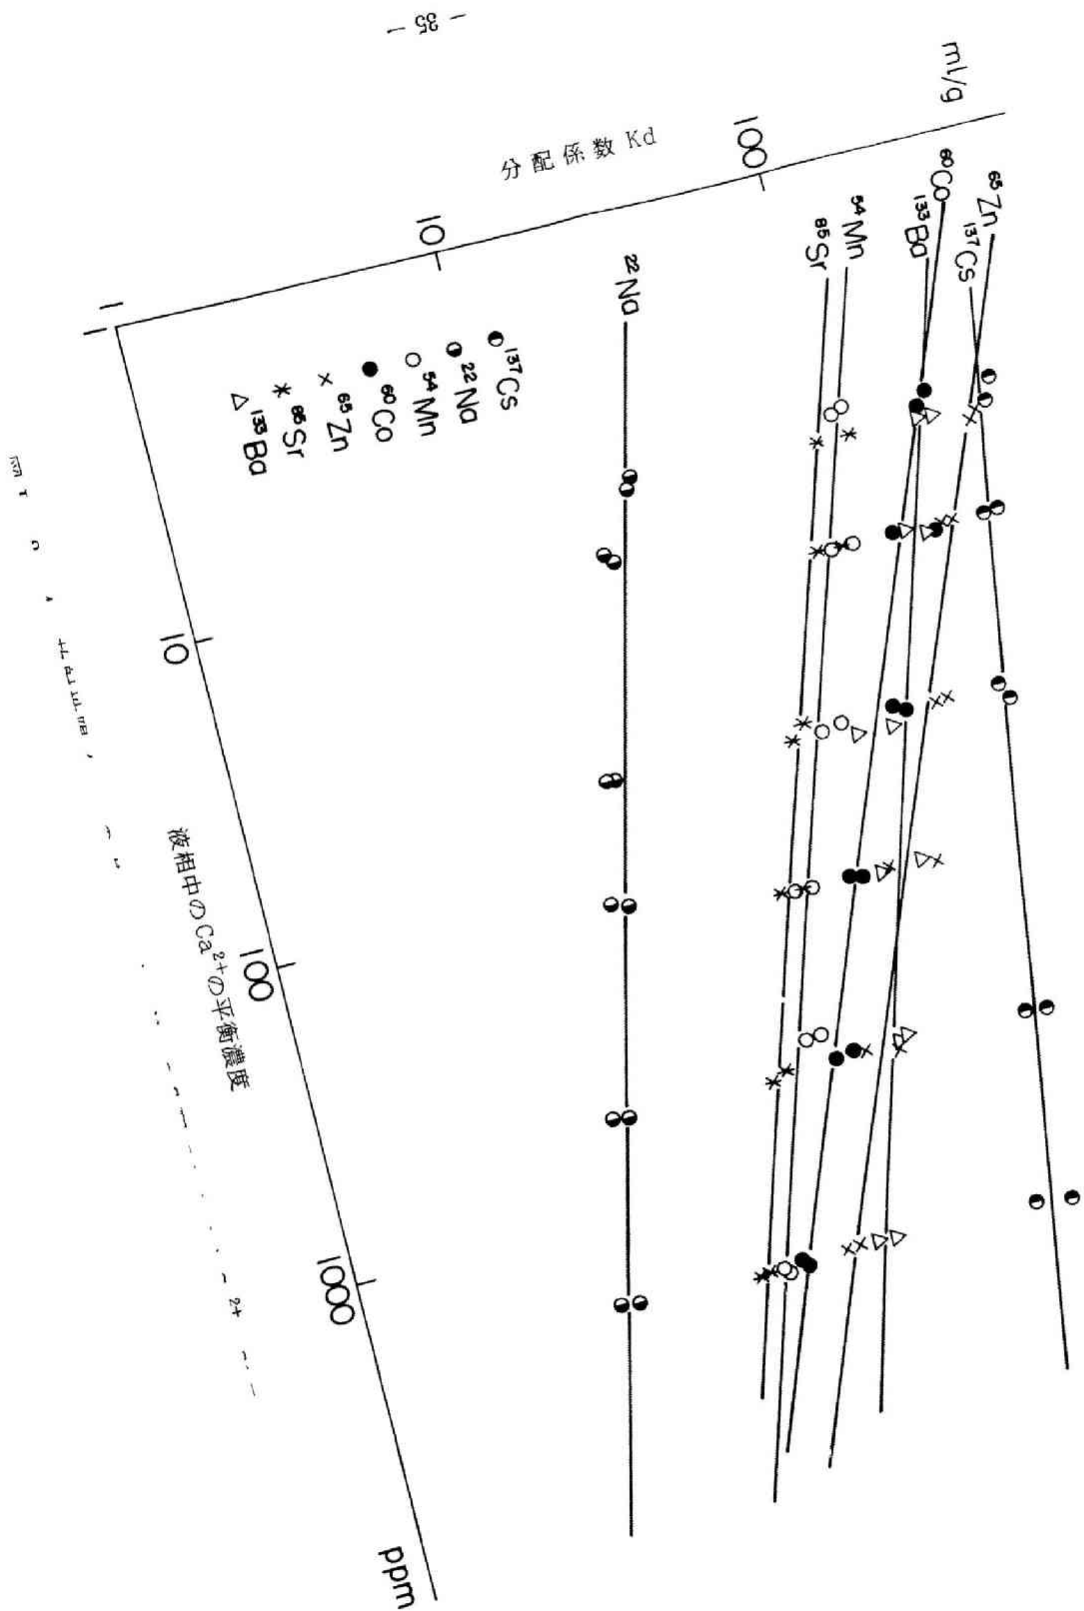 - 35 -
ml/g
100
分配係数 Kd
10
1
1
10
100
1000
ppm
液相中のCa²⁺の平衡濃度
⁶⁵Zn
¹³⁷Cs
⁶⁰Co
¹³³Ba
⁵⁴Mn
⁸⁵Sr
²²Na
◐ ¹³⁷Cs
◑ ²²Na
○ ⁵⁴Mn
● ⁶⁰Co
× ⁶⁵Zn
* ⁸⁵Sr
△ ¹³³Ba
2+